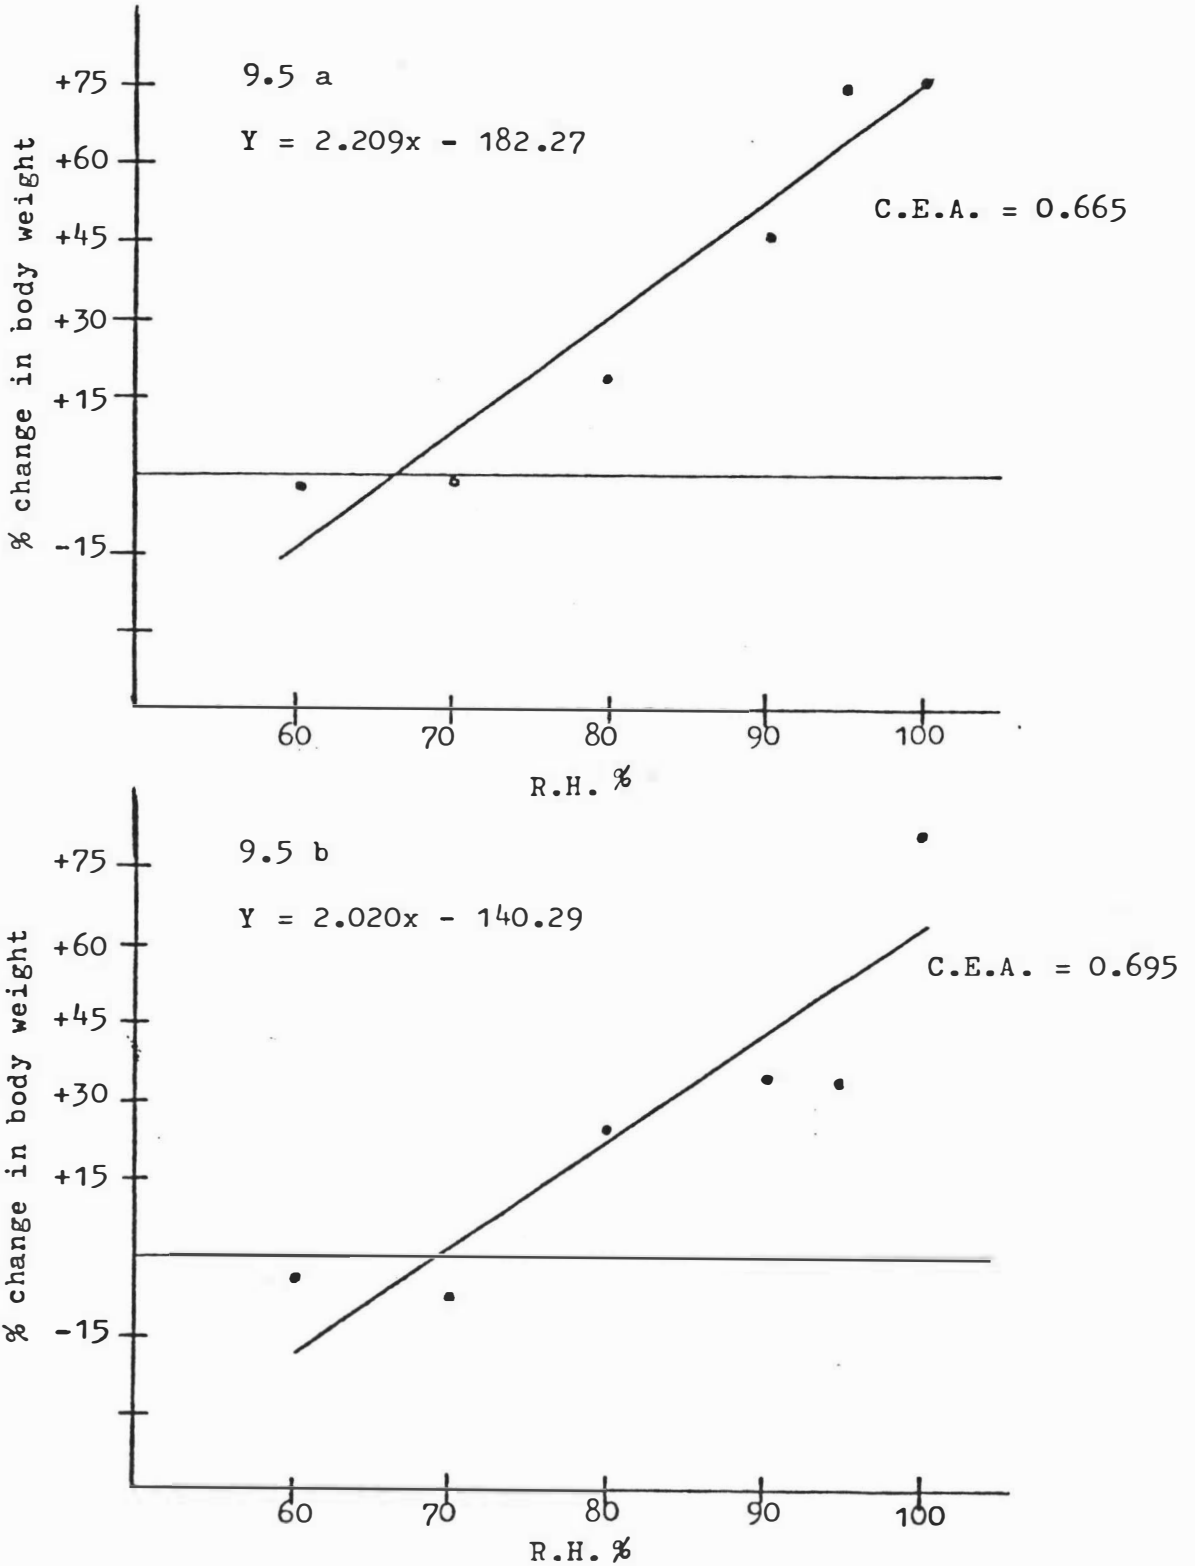 9.5 a
Y = 2.209x - 182.27
C.E.A. = 0.665
% change in body weight
+75
+60
+45
+30
+15
-15
60 70 80 90 100
R.H. %
9.5 b
Y = 2.020x - 140.29
C.E.A. = 0.695
% change in body weight
+75
+60
+45
+30
+15
-15
60 70 80 90 100
R.H. %